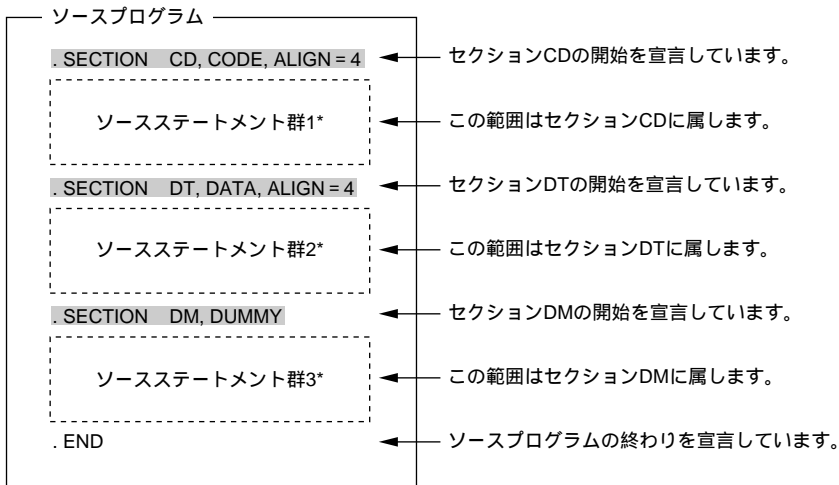 ソースプログラム
. SECTION CD, CODE, ALIGN = 4 セクションCDの開始を宣言しています。
ソースステートメント群1* この範囲はセクションCDに属します。
. SECTION DT, DATA, ALIGN = 4 セクションDTの開始を宣言しています。
ソースステートメント群2* この範囲はセクションDTに属します。
. SECTION DM, DUMMY セクションDMの開始を宣言しています。
ソースステートメント群3* この範囲はセクションDMに属します。
. END ソースプログラムの終わりを宣言しています。